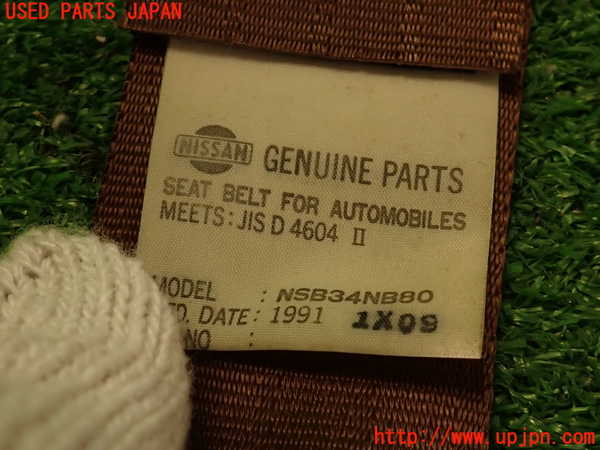 USED PARTS JAPAN
NISSAN GENUINE PARTS
SEAT BELT FOR AUTOMOBILES
MEETS: JIS D 4604 II
MODEL : NSB34NB80
D. DATE: 1991 1X09
NO :
http://www.upjpn.com